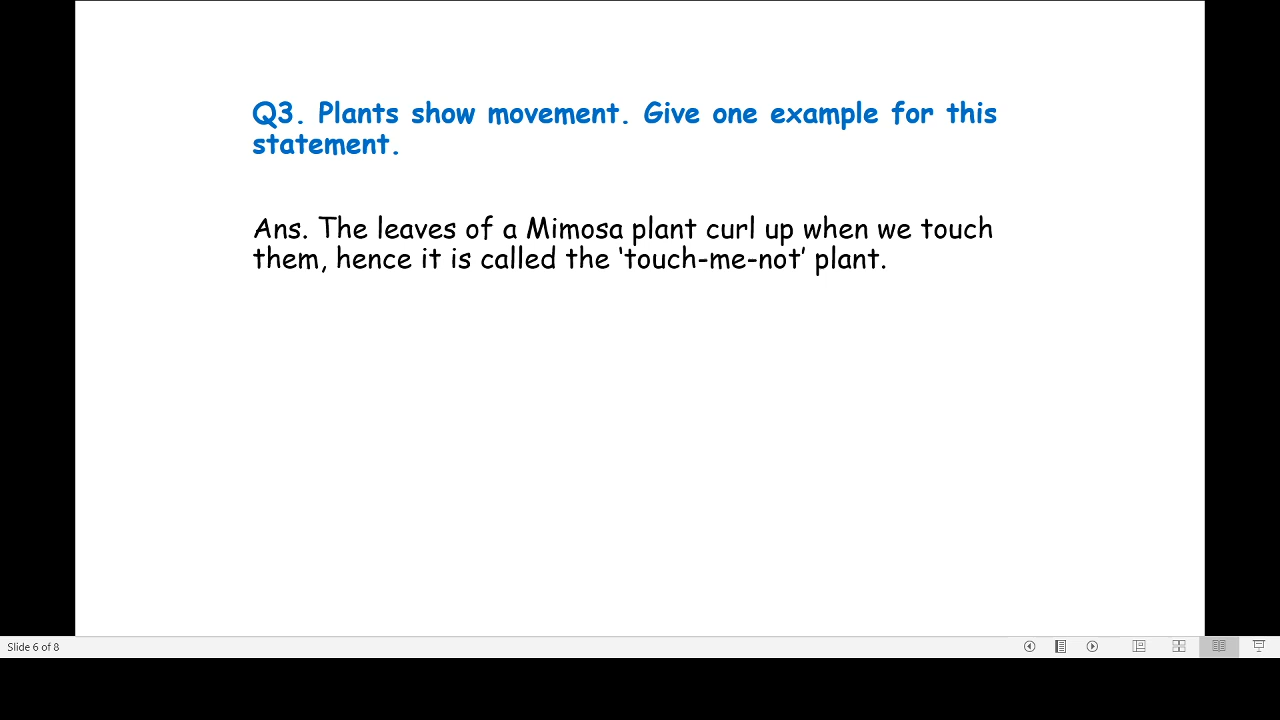 Q3. Plants show movement. Give one example for this
statement.
Ans. The leaves of a Mimosa plant curl up when we touch
them, hence it is called the ‘touch-me-not’ plant.
Slide 6 of 8